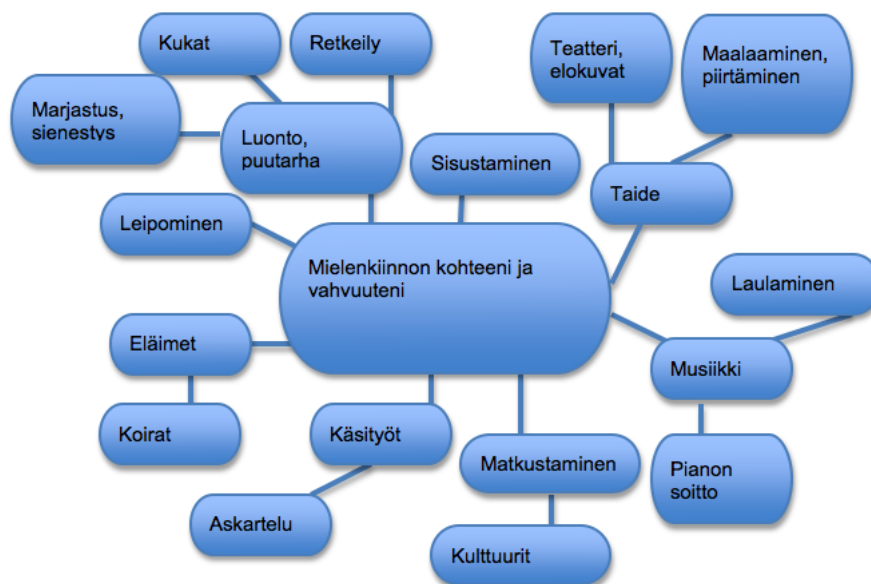 Kukat
Retkeily
Teatteri,
elokuvat
Maalaaminen,
piirtäminen
Marjastus,
sienestys
Luonto,
puutarha
Sisustaminen
Taide
Leipominen
Mielenkiinnon kohteeni ja
vahvuuteni
Laulaminen
Eläimet
Musiikki
Koirat
Käsityöt
Matkustaminen
Pianon
soitto
Askartelu
Kulttuurit